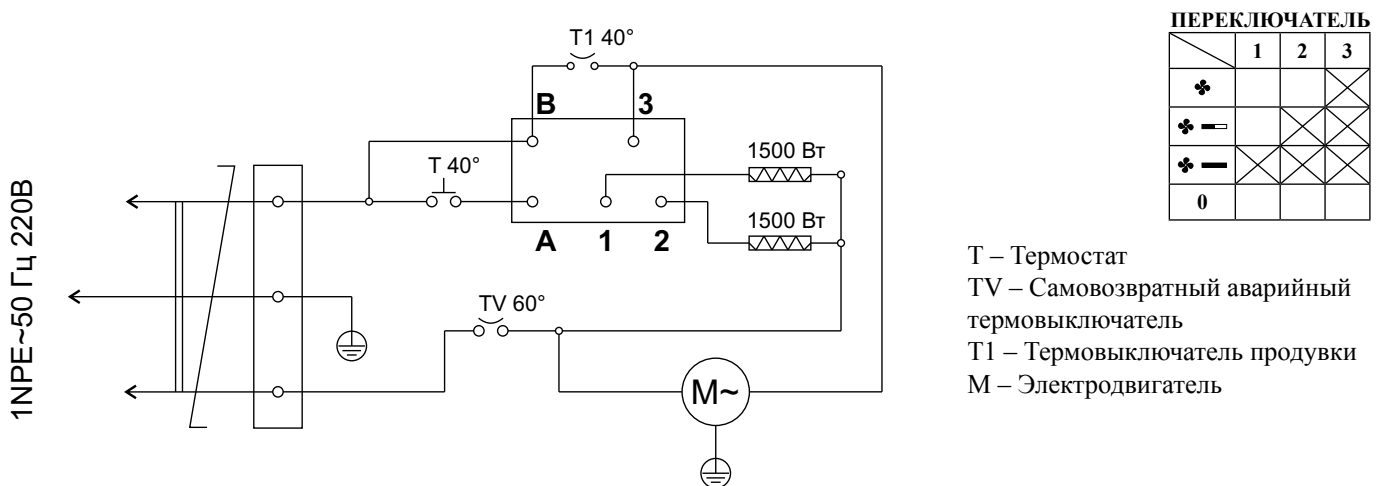 1NPE~50 Гц 220В
T1 40°
B 3
T 40°
A 1 2
1500 Вт
1500 Вт
TV 60°
M~
ПЕРЕКЛЮЧАТЕЛЬ
1 2 3
0
Т – Термостат
TV – Самовозвратный аварийный
термовыключатель
Т1 – Термовыключатель продувки
М – Электродвигатель